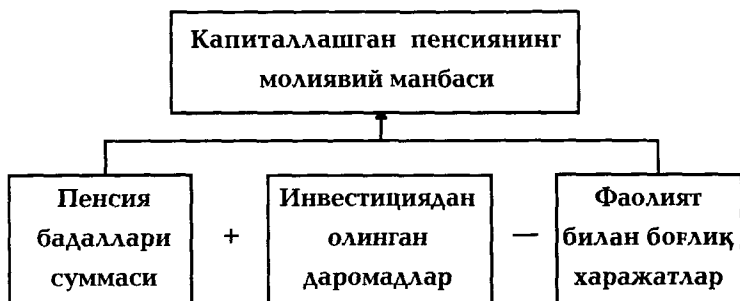 Капиталлашган пенсиянинг
молиявий манбаси
Пенсия
бадаллари
суммаси
+
Инвестициядан
олинган
даромадлар
—
Фаолият
билан боғлиқ
харажатлар